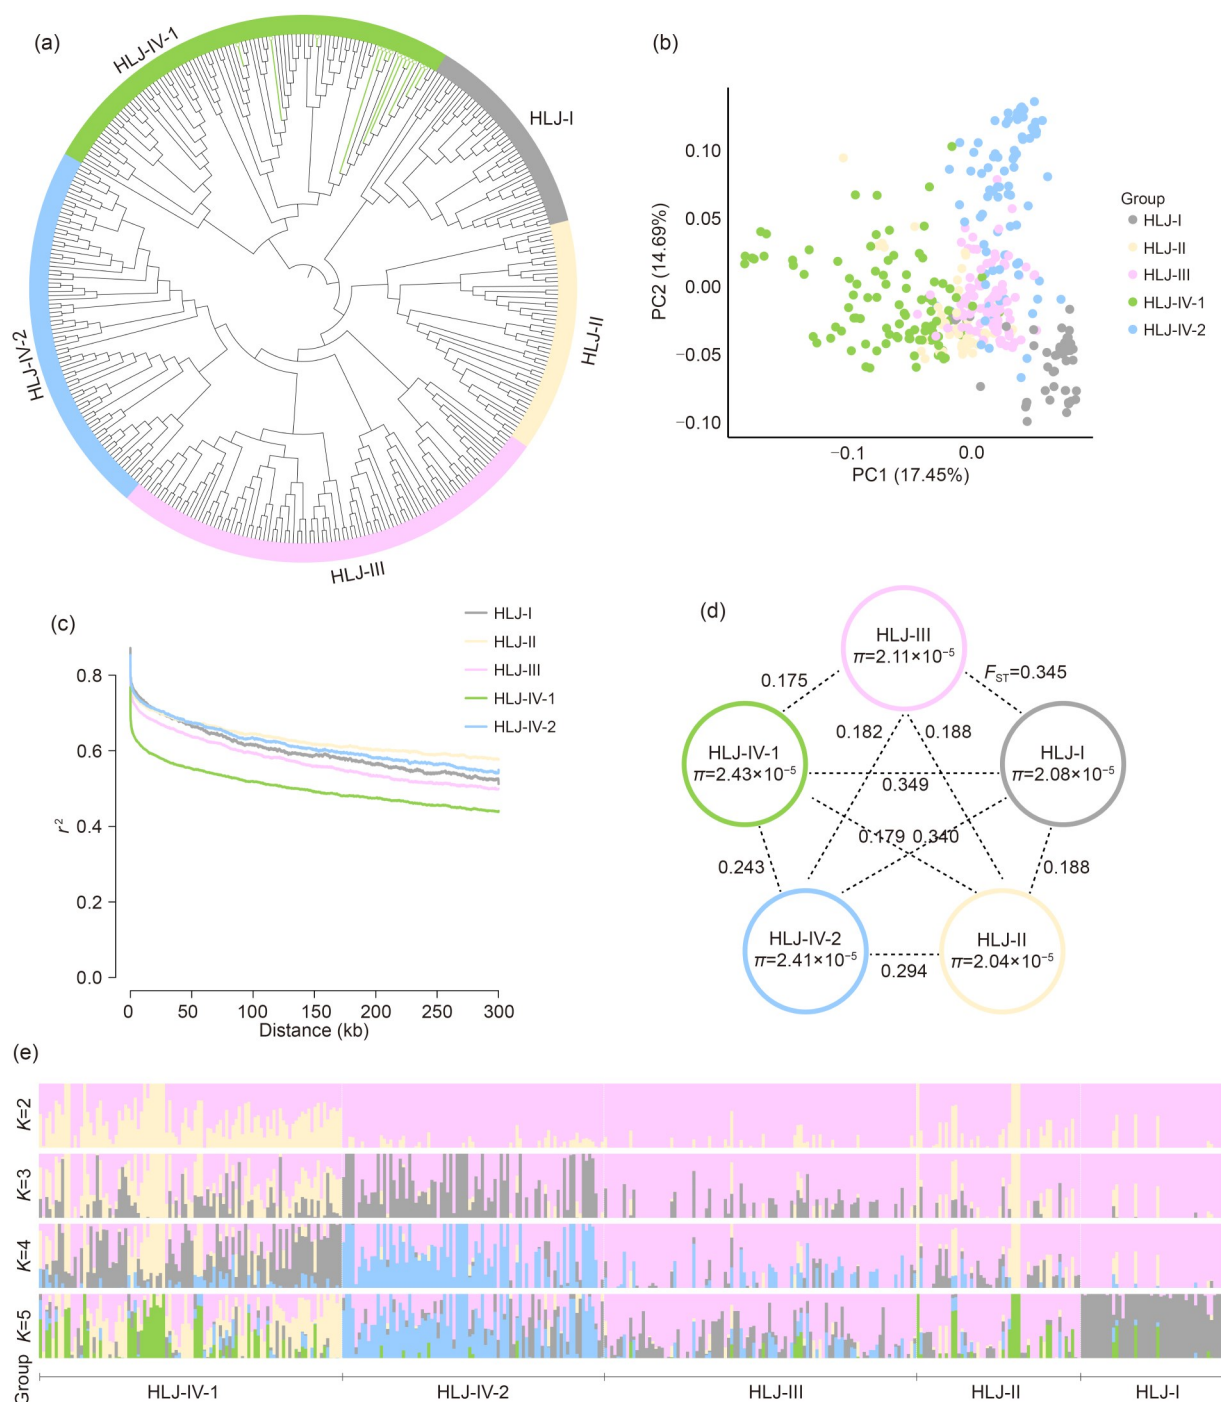 (a)
HLJ-IV-1
HLJ-I
HLJ-II
HLJ-III
HLJ-IV-2
(b)
0.10
0.05
0.00
−0.05
−0.10
PC2 (14.69%)
−0.1
0.0
PC1 (17.45%)
Group
HLJ-I
HLJ-II
HLJ-III
HLJ-IV-1
HLJ-IV-2
(c)
HLJ-I
HLJ-II
HLJ-III
HLJ-IV-1
HLJ-IV-2
0.8
0.6
0.4
0.2
0.0
r²
0
50
100
150
200
250
300
Distance (kb)
(d)
HLJ-III
π=2.11×10⁻⁵
0.175
FST=0.345
HLJ-IV-1
π=2.43×10⁻⁵
0.182
0.188
HLJ-I
π=2.08×10⁻⁵
0.349
0.179
0.340
0.243
0.188
HLJ-IV-2
π=2.41×10⁻⁵
HLJ-II
π=2.04×10⁻⁵
0.294
(e)
K=2
K=3
K=4
K=5
Group
HLJ-IV-1
HLJ-IV-2
HLJ-III
HLJ-II
HLJ-I